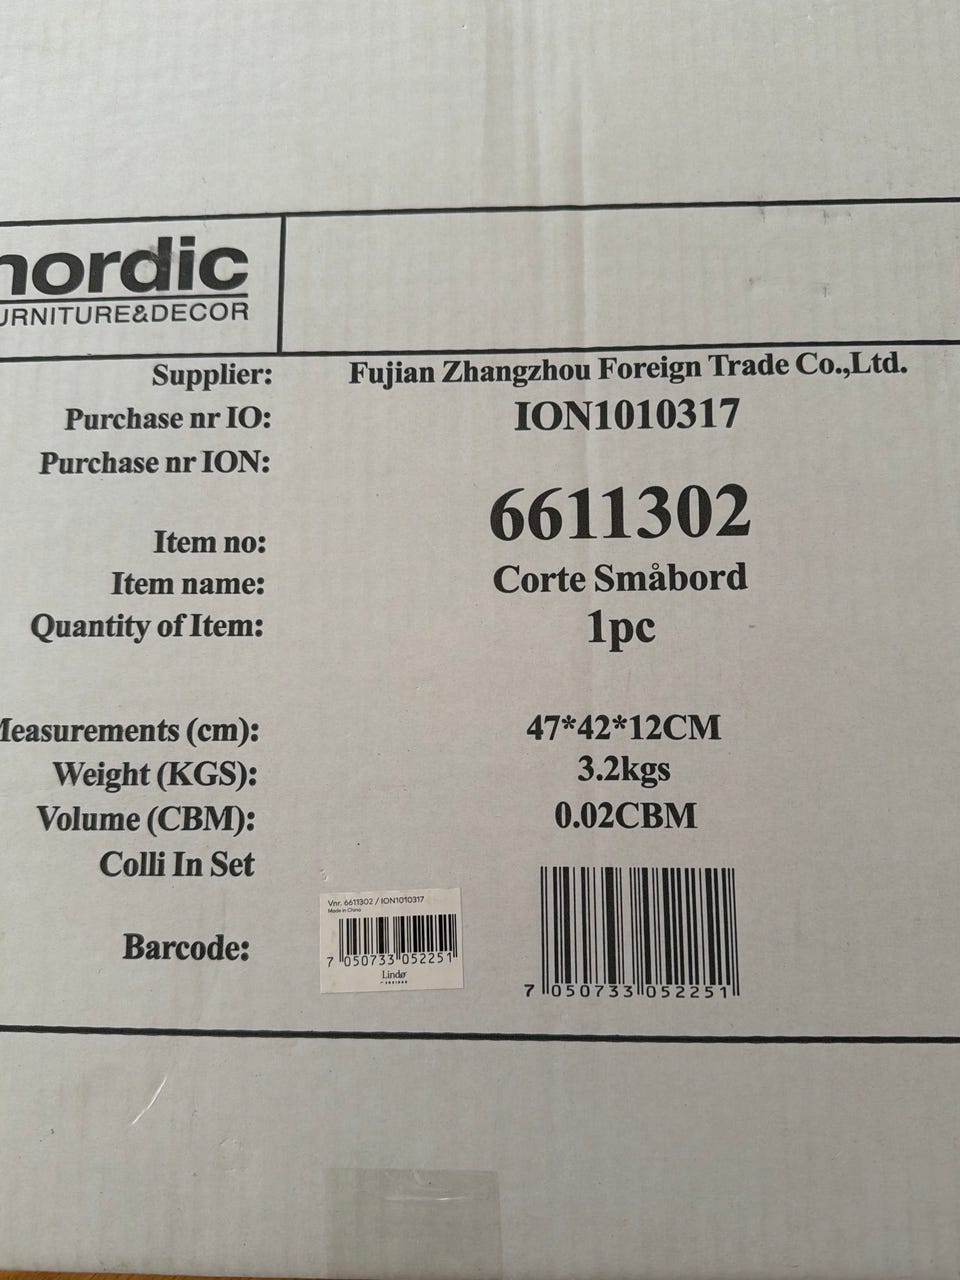 nordic
URNITURE&DECOR
Supplier: Fujian Zhangzhou Foreign Trade Co.,Ltd.
Purchase nr IO: ION1010317
Purchase nr ION:
Item no: 6611302
Item name: Corte Småbord
Quantity of Item: 1pc
Measurements (cm): 47*42*12CM
Weight (KGS): 3.2kgs
Volume (CBM): 0.02CBM
Colli In Set
Barcode:
Vnr. 6611302 / ION1010317
Made in China
7 050733 052251
Lindø
7 050733 052251